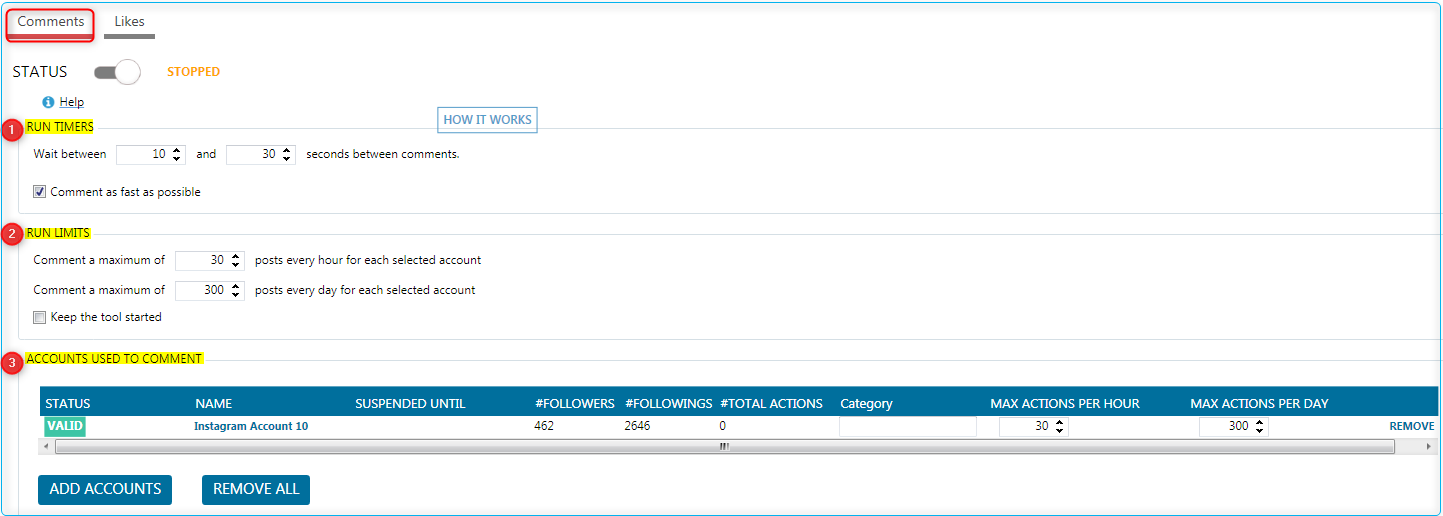 Comments Likes
STATUS STOPPED
Help
HOW IT WORKS
1 RUN TIMERS
Wait between 10 and 30 seconds between comments.
Comment as fast as possible
2 RUN LIMITS
Comment a maximum of 30 posts every hour for each selected account
Comment a maximum of 300 posts every day for each selected account
Keep the tool started
3 ACCOUNTS USED TO COMMENT
STATUS NAME SUSPENDED UNTIL #FOLLOWERS #FOLLOWINGS #TOTAL ACTIONS Category MAX ACTIONS PER HOUR MAX ACTIONS PER DAY
VALID Instagram Account 10 462 2646 0 30 300 REMOVE
ADD ACCOUNTS REMOVE ALL